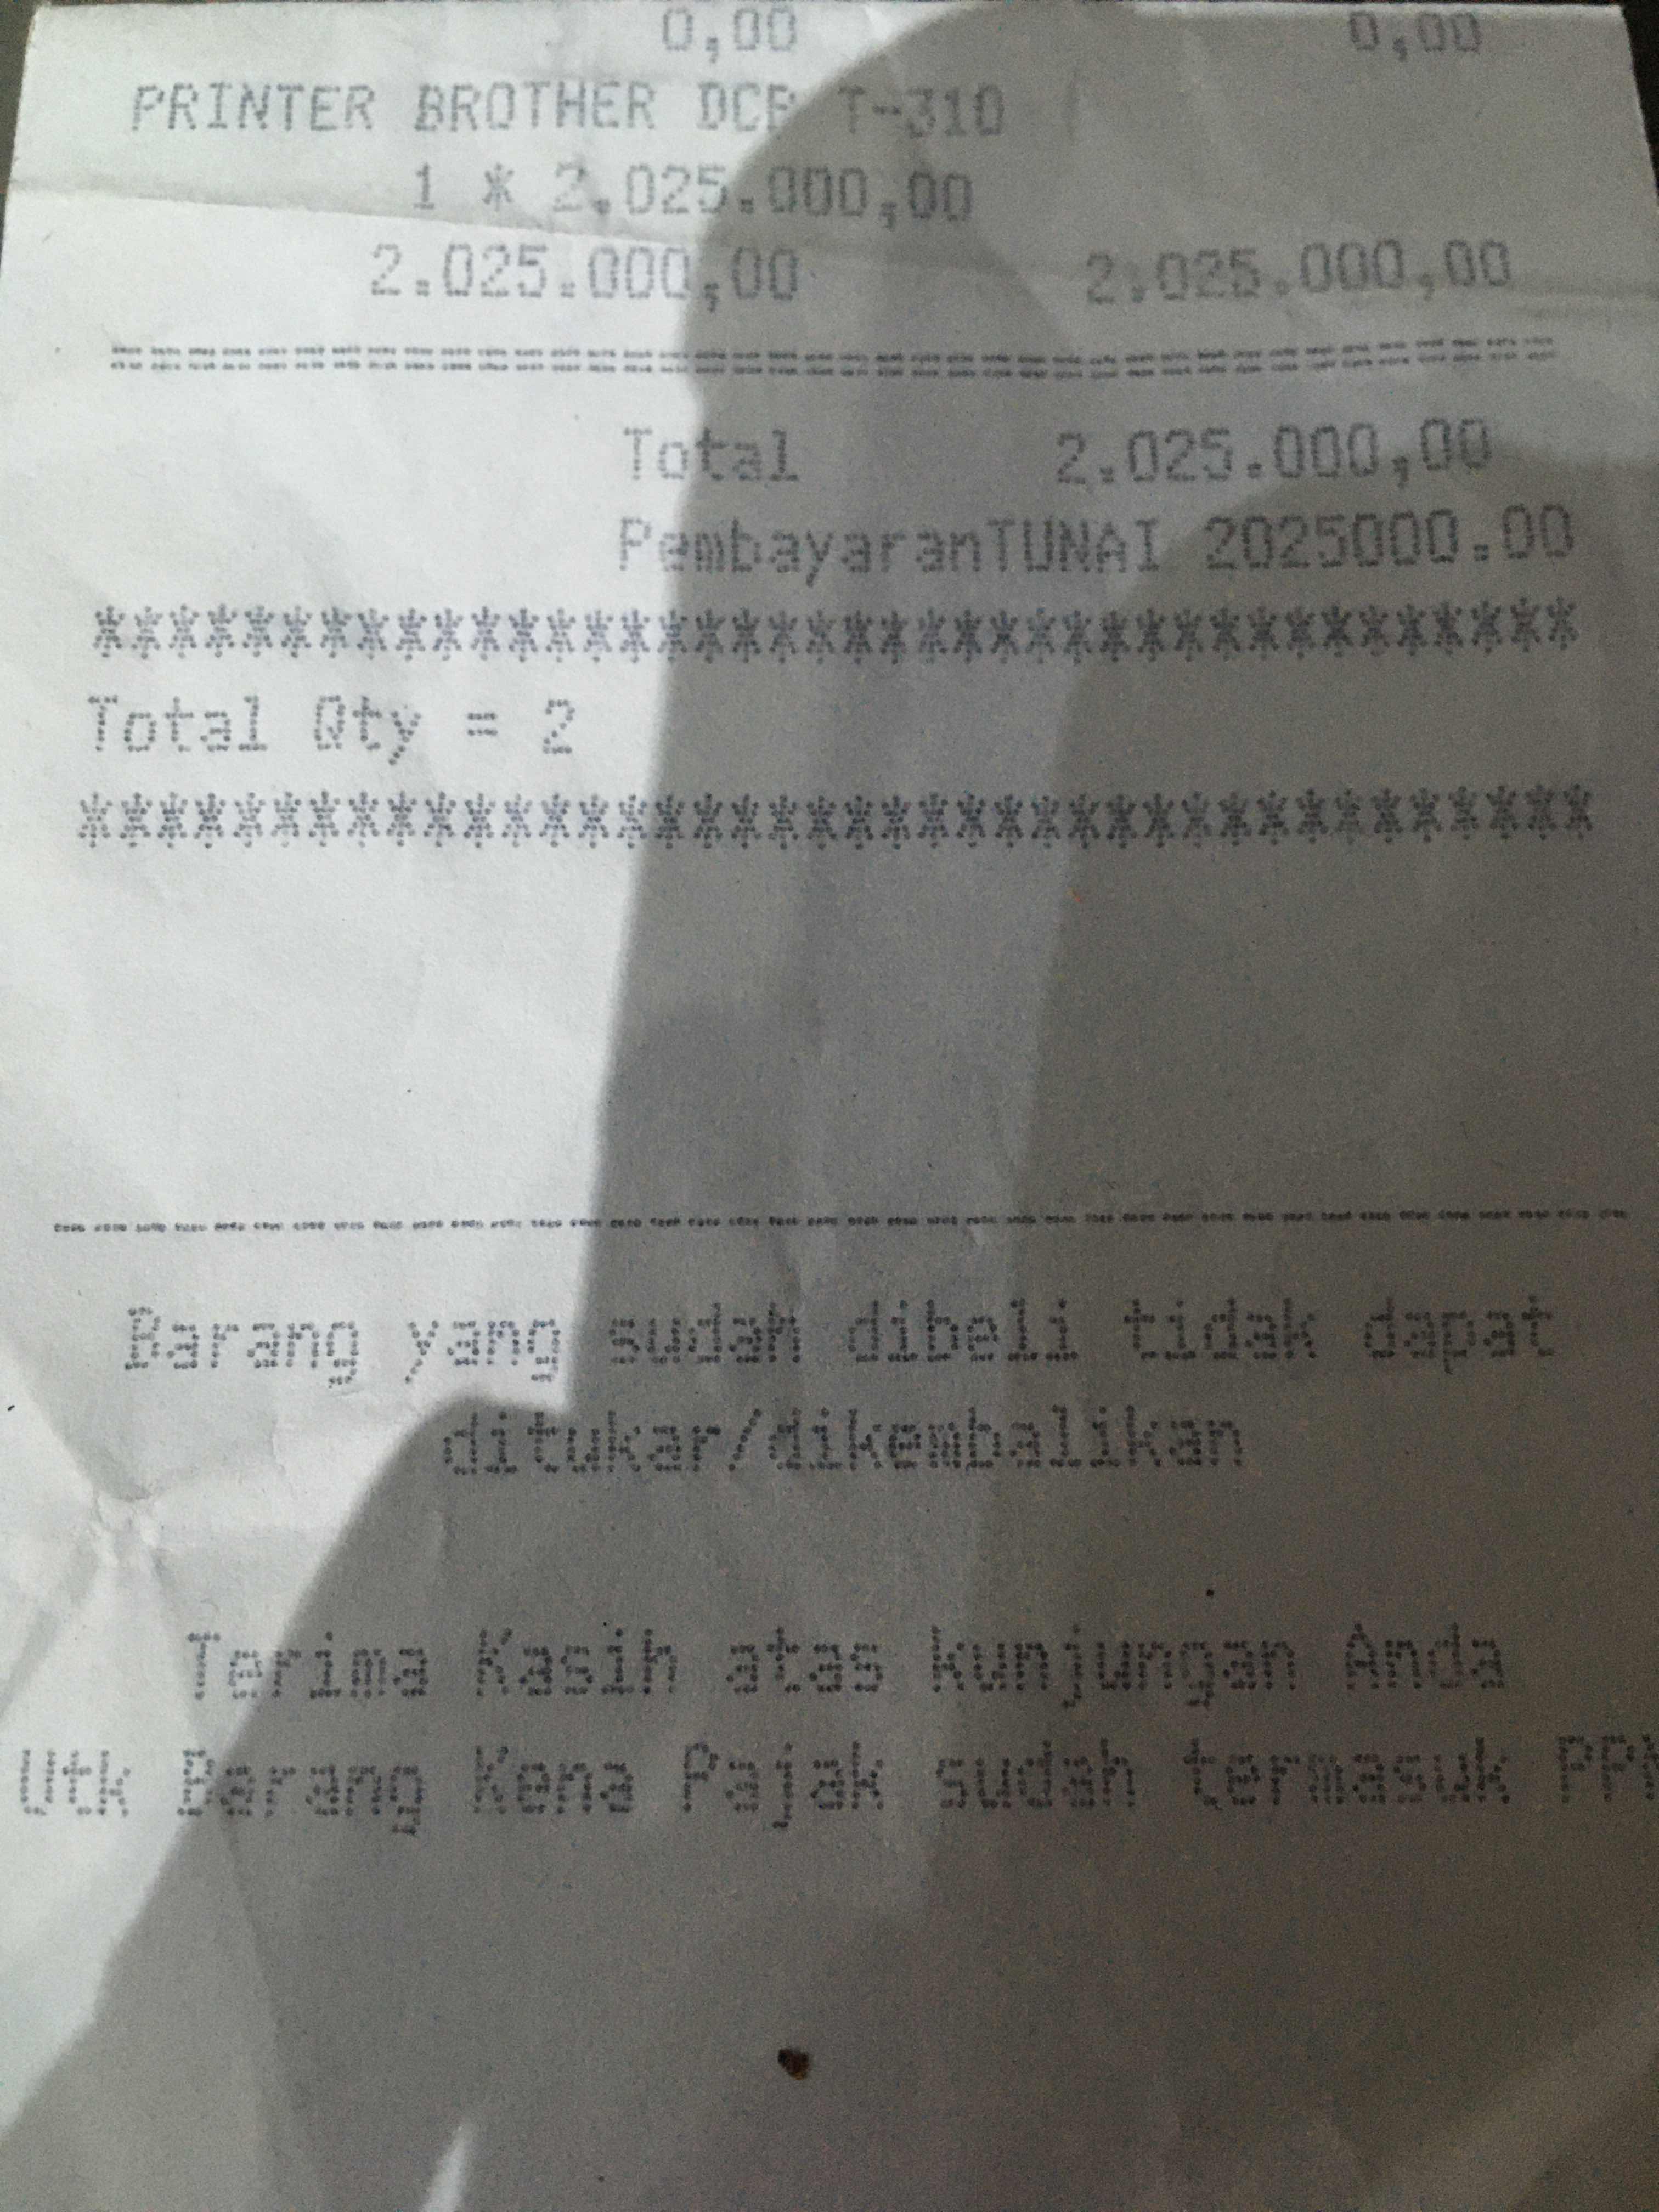 0,00 0,00
PRINTER BROTHER DCP T-310
1 * 2.025.000,00
2.025.000,00 2.025.000,00
Total 2.025.000,00
PembayaranTUNAI 2025000.00
****************************************
Total Qty = 2
****************************************
Barang yang sudah dibeli tidak dapat
ditukar/dikembalikan
Terima Kasih atas kunjungan Anda
Utk Barang Kena Pajak sudah termasuk PPN